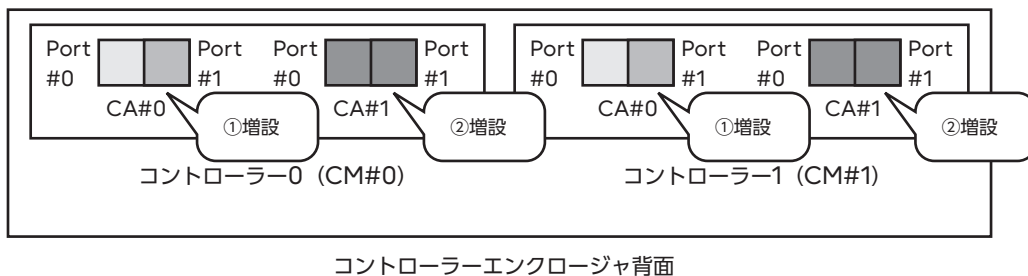 Port Port Port Port Port Port Port Port
#0 #1 #0 #1 #0 #1 #0 #1
CA#0 CA#1 CA#0 CA#1
①増設 ②増設 ①増設 ②増設
コントローラー0（CM#0） コントローラー1（CM#1）
コントローラーエンクロージャ背面